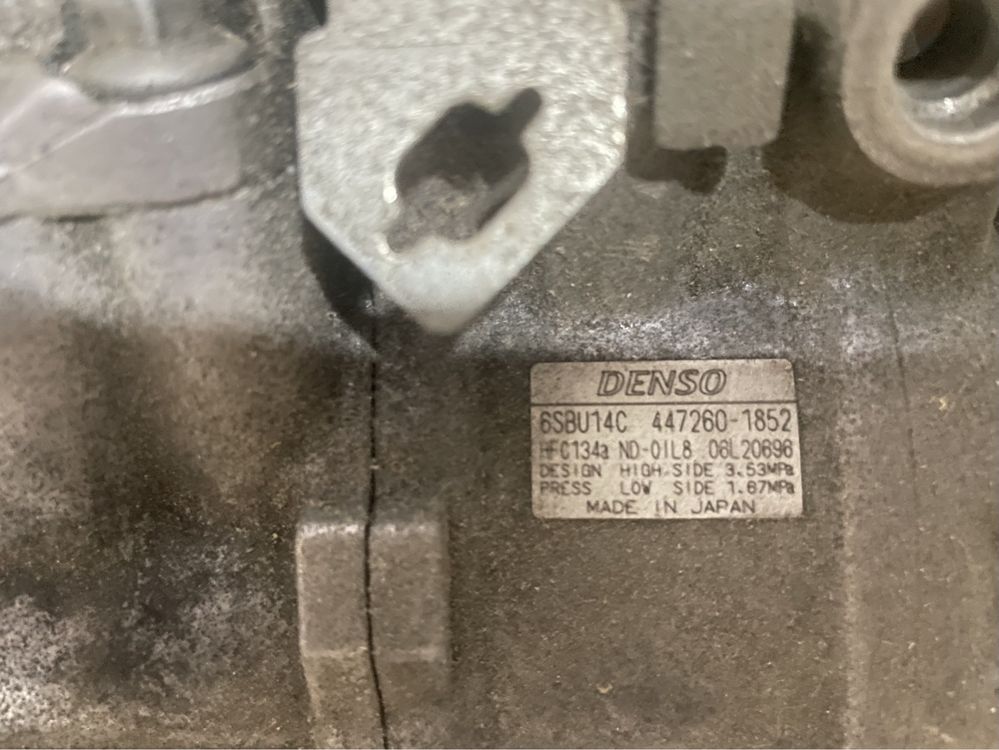 DENSO
6SBU14C 447260-1852
HFC134a ND-OIL8 06L20696
DESIGN HIGH SIDE 3.53MPa
PRESS LOW SIDE 1.67MPa
MADE IN JAPAN